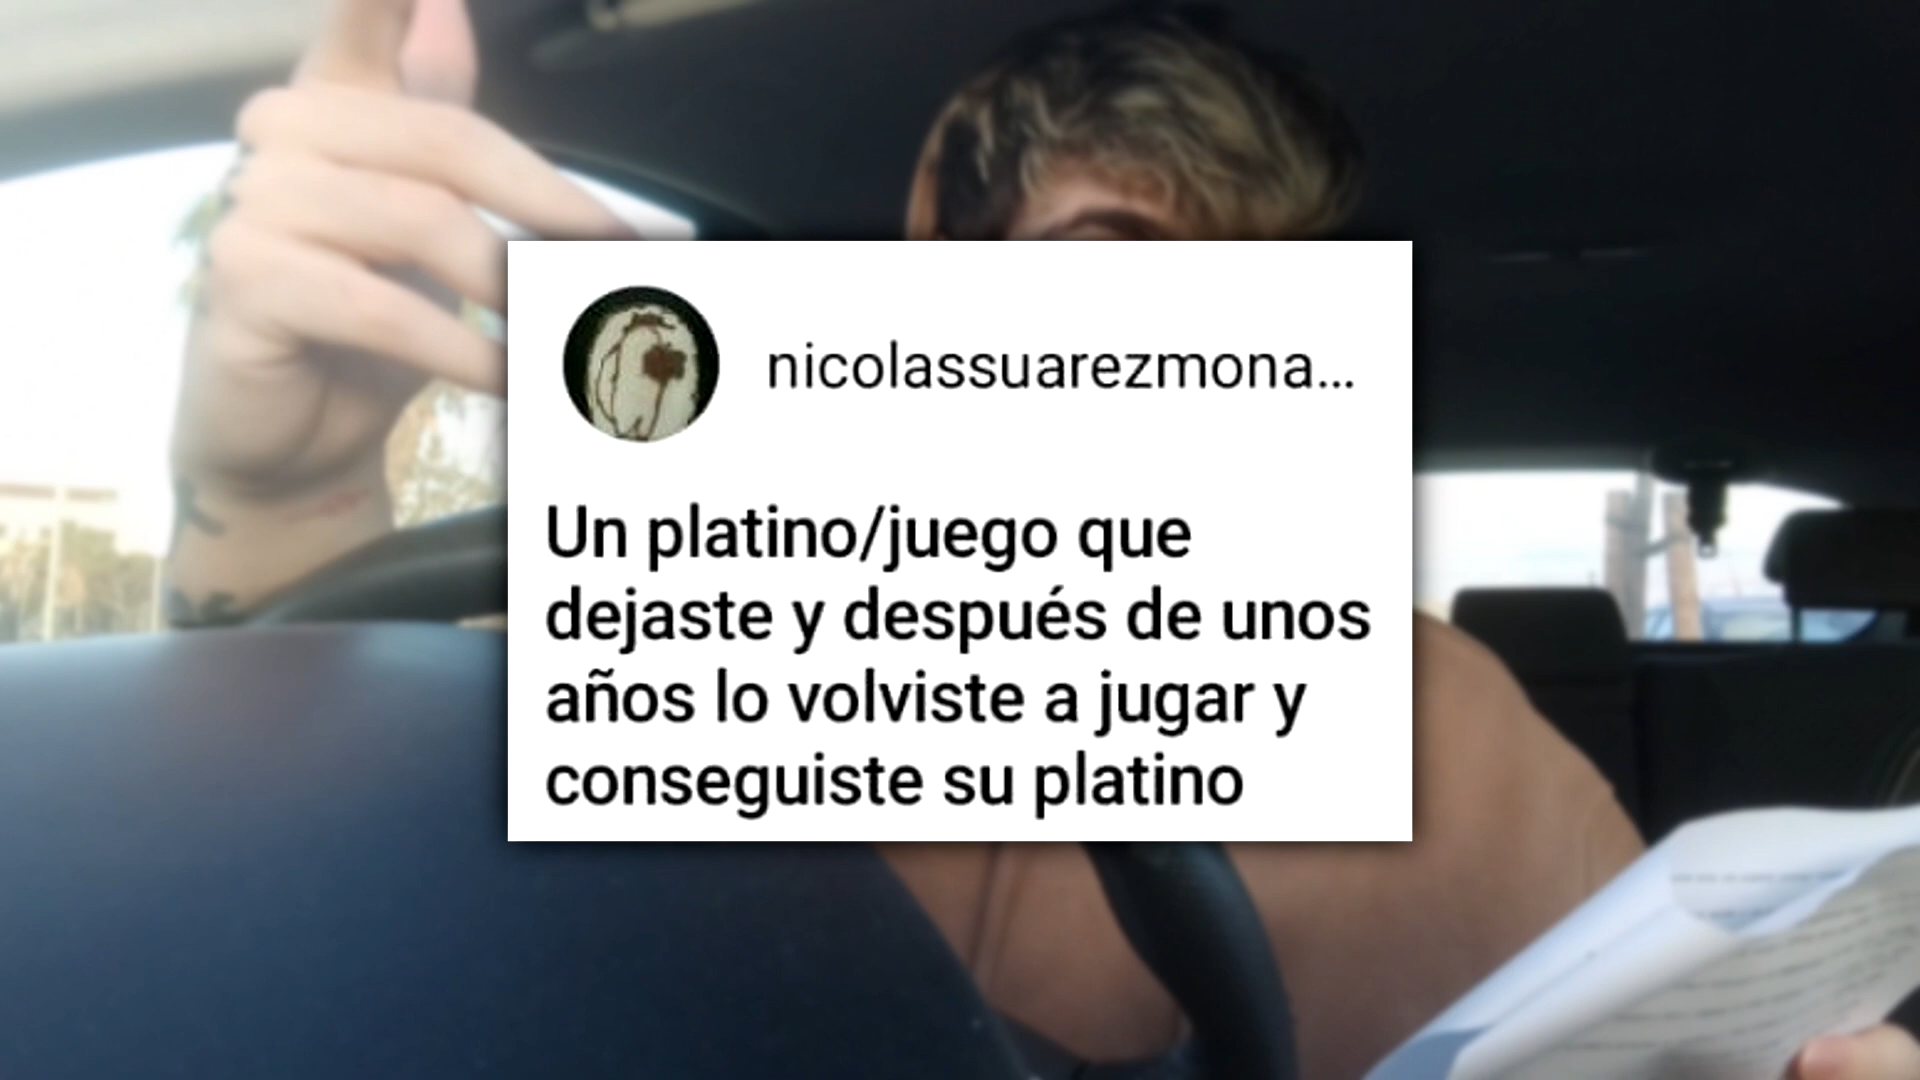 nicolassuarezmona...
Un platino/juego que
dejaste y después de unos
años lo volviste a jugar y
conseguiste su platino